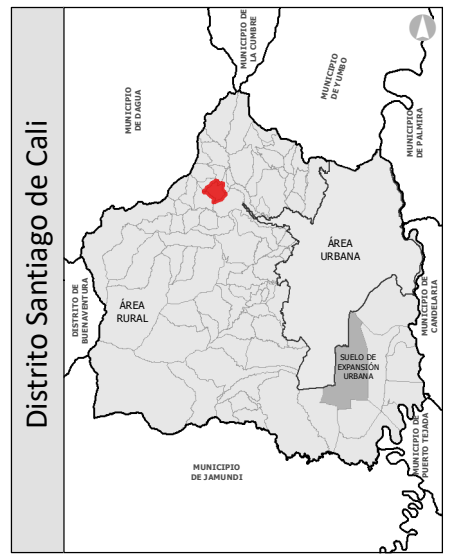 Distrito Santiago de Cali
MUNICIPIO DE
LA CUMBRE
MUNICIPIO
DE YUMBO
MUNICIPIO
DE DAGUA
MUNICIPIO
DE PALMIRA
ÁREA
URBANA
DISTRITO DE
BUENAVENTURA
ÁREA
RURAL
MUNICIPIO DE
CANDELARIA
SUELO DE
EXPANSIÓN
URBANA
MUNICIPIO DE
PUERTO TEJADA
MUNICIPIO
DE JAMUNDI